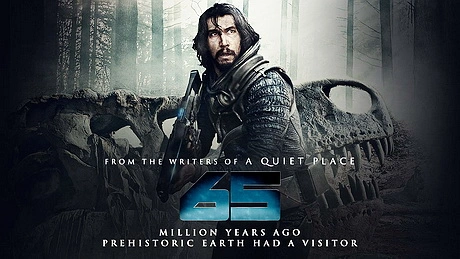 FROM THE WRITERS OF A QUIET PLACE
65
MILLION YEARS AGO
PREHISTORIC EARTH HAD A VISITOR